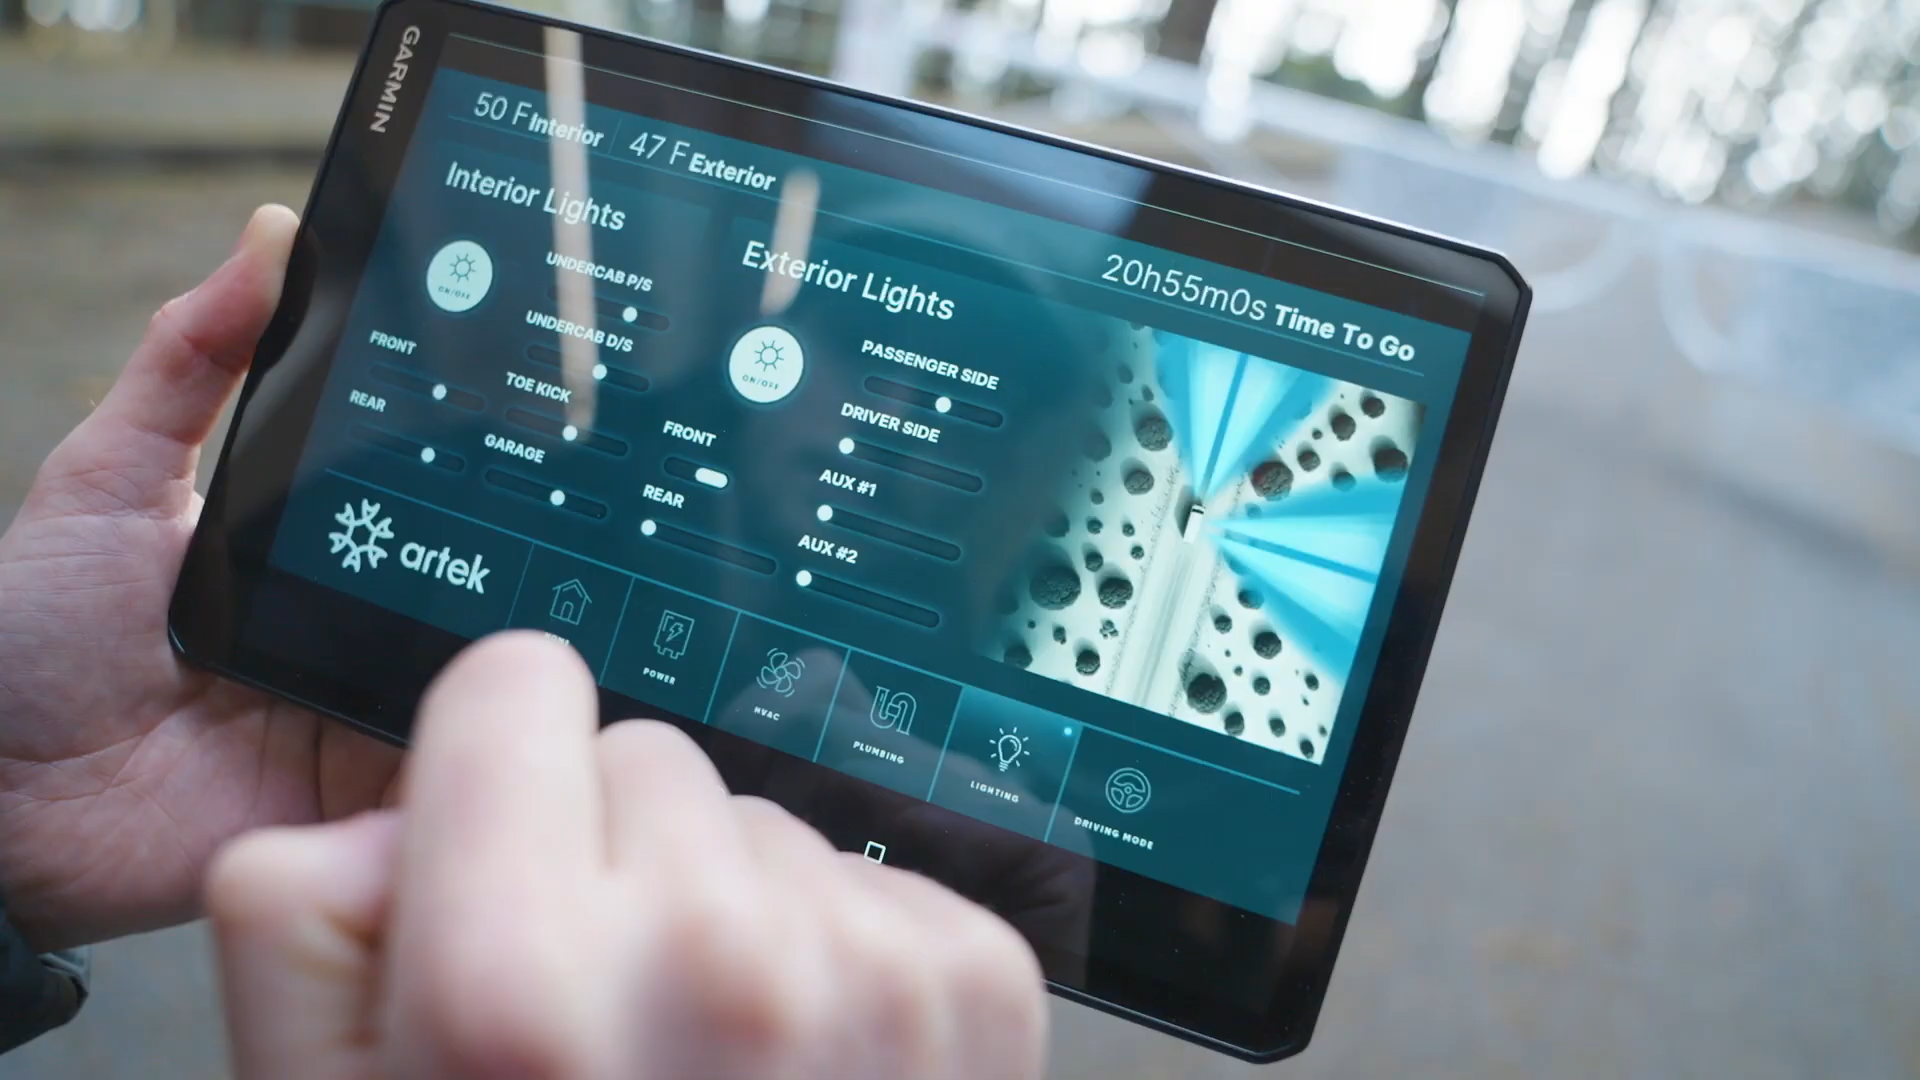 GARMIN
50 F Interior
47 F Exterior
20h55m0s Time To Go
Interior Lights
ON/OFF
UNDERCAB P/S
UNDERCAB D/S
FRONT
TOE KICK
REAR
GARAGE
Exterior Lights
ON/OFF
PASSENGER SIDE
DRIVER SIDE
FRONT
AUX #1
REAR
AUX #2
artek
HOME
POWER
HVAC
PLUMBING
LIGHTING
DRIVING MODE